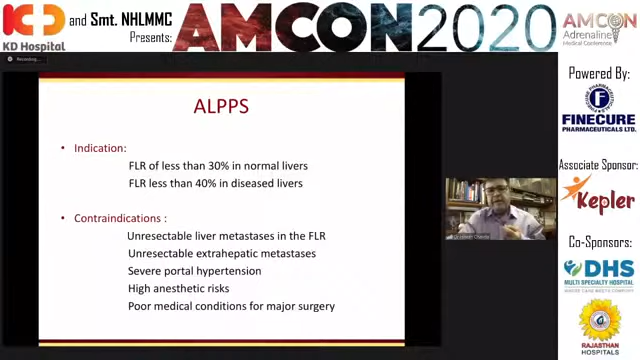 KD Hospital
and Smt. NHLMMC
Presents:
AMCON2020
AMCON
Adrenaline
Medical Conference
Powered By:
F
FINECURE
PHARMACEUTICALS LTD.
Associate Sponsor:
Kepler
Co-Sponsors:
DHS
MULTI SPECIALITY HOSPITAL
RAJASTHAN
HOSPITALS
ALPPS
• Indication:
FLR of less than 30% in normal livers
FLR less than 40% in diseased livers
• Contraindications :
Unresectable liver metastases in the FLR
Unresectable extrahepatic metastases
Severe portal hypertension
High anesthetic risks
Poor medical conditions for major surgery